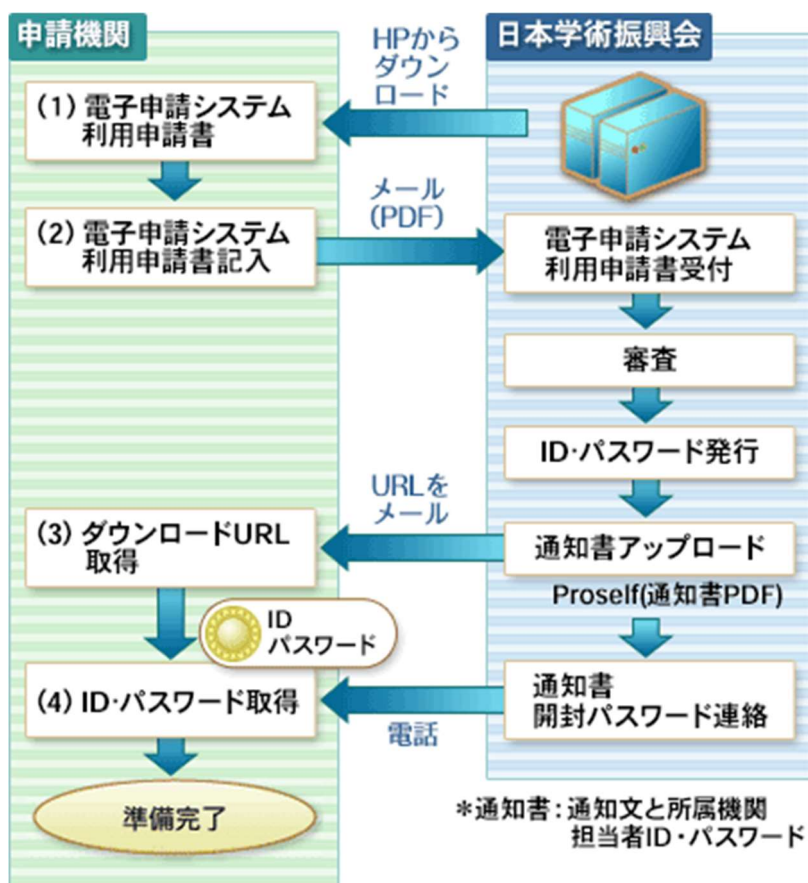 申請機関
日本学術振興会
HPから
ダウン
ロード
(1) 電子申請システム
利用申請書
メール
(PDF)
(2) 電子申請システム
利用申請書記入
電子申請システム
利用申請書受付
審査
ID・パスワード発行
URLを
メール
(3) ダウンロードURL
取得
通知書アップロード
Proself(通知書PDF)
ID
パスワード
(4) ID・パスワード取得
電話
通知書
開封パスワード連絡
準備完了
*通知書:通知文と所属機関
担当者ID・パスワード